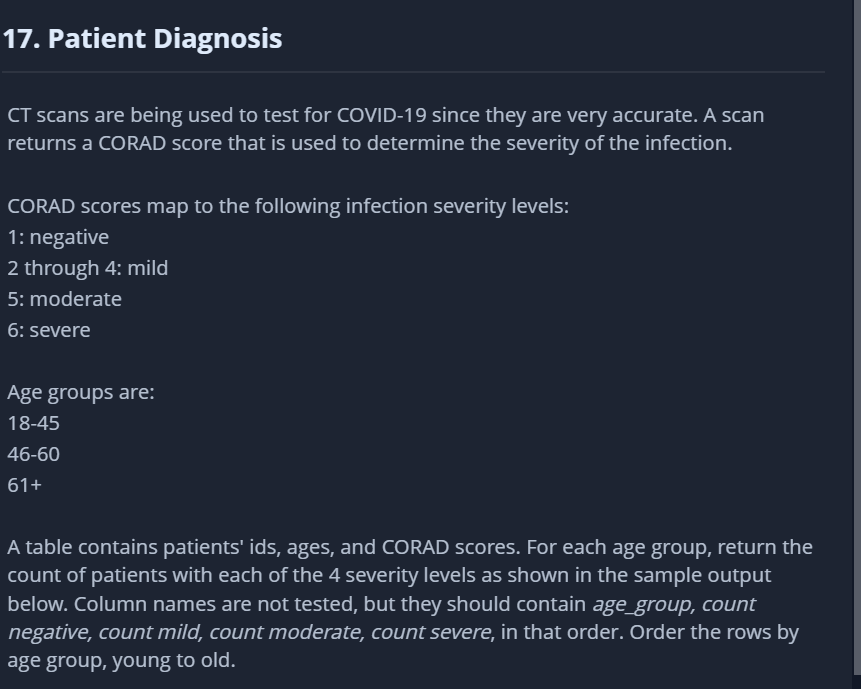 17. Patient Diagnosis
CT scans are being used to test for COVID-19 since they are very accurate. A scan
returns a CORAD score that is used to determine the severity of the infection.
CORAD scores map to the following infection severity levels:
1: negative
2 through 4: mild
5: moderate
6: severe
Age groups are:
18-45
46-60
61+
A table contains patients' ids, ages, and CORAD scores. For each age group, return the
count of patients with each of the 4 severity levels as shown in the sample output
below. Column names are not tested, but they should contain age_group, count
negative, count mild, count moderate, count severe, in that order. Order the rows by
age group, young to old.